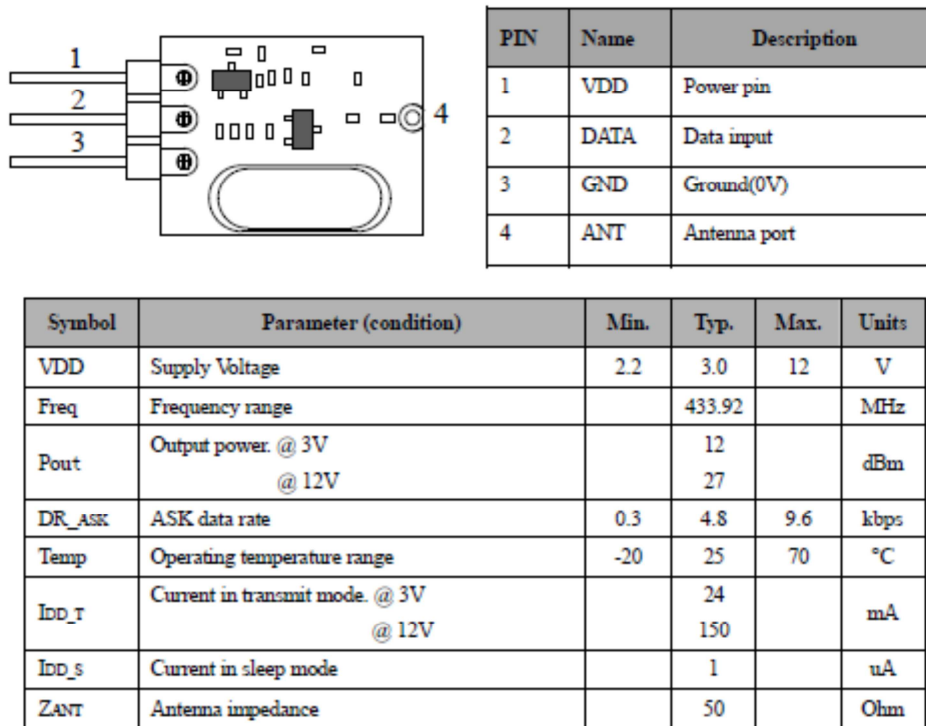 1
2
3
4
PIN Name Description
1 VDD Power pin
2 DATA Data input
3 GND Ground(0V)
4 ANT Antenna port
Symbol Parameter (condition) Min. Typ. Max. Units
VDD Supply Voltage 2.2 3.0 12 V
Freq Frequency range 433.92 MHz
Pout Output power. @ 3V 12 dBm
@ 12V 27
DR_ASK ASK data rate 0.3 4.8 9.6 kbps
Temp Operating temperature range -20 25 70 °C
IDD_T Current in transmit mode. @ 3V 24 mA
@ 12V 150
IDD_S Current in sleep mode 1 uA
ZANT Antenna impedance 50 Ohm